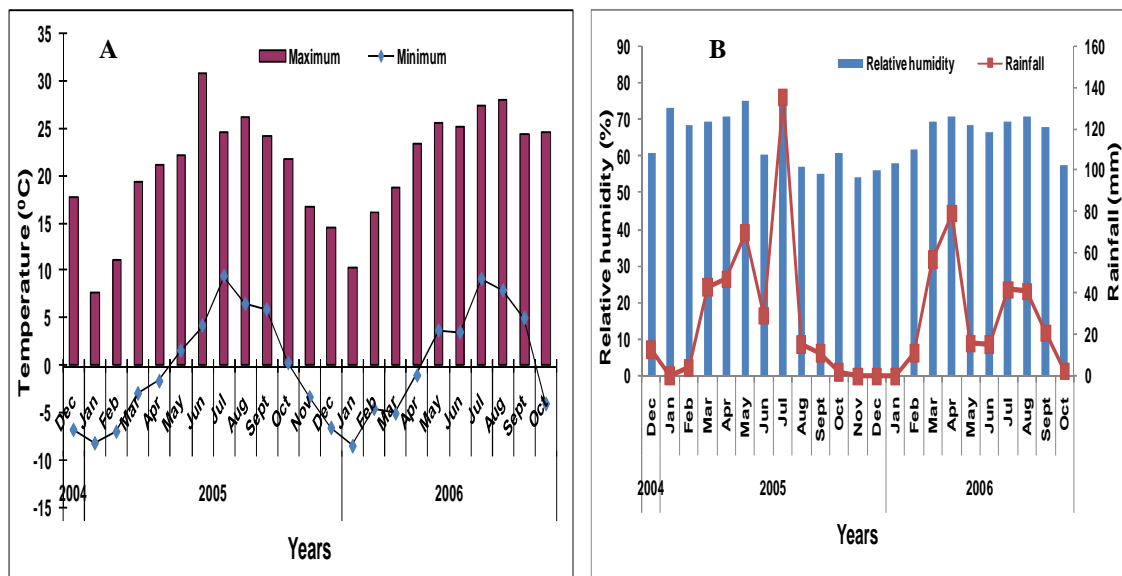 A
Maximum
Minimum
35
30
25
20
15
10
5
0
-5
-10
-15
Temperature (ºC)
Dec Jan Feb Mar Apr May Jun Jul Aug Sept Oct Nov Dec Jan Feb Mar Apr May Jun Jul Aug Sept Oct
2004 2005 2006
Years
B
Relative humidity
Rainfall
90
80
70
60
50
40
30
20
10
0
Relative humidity (%)
160
140
120
100
80
60
40
20
0
Rainfall (mm)
Dec Jan Feb Mar Apr May Jun Jul Aug Sept Oct Nov Dec Jan Feb Mar Apr May Jun Jul Aug Sept Oct
2004 2005 2006
Years